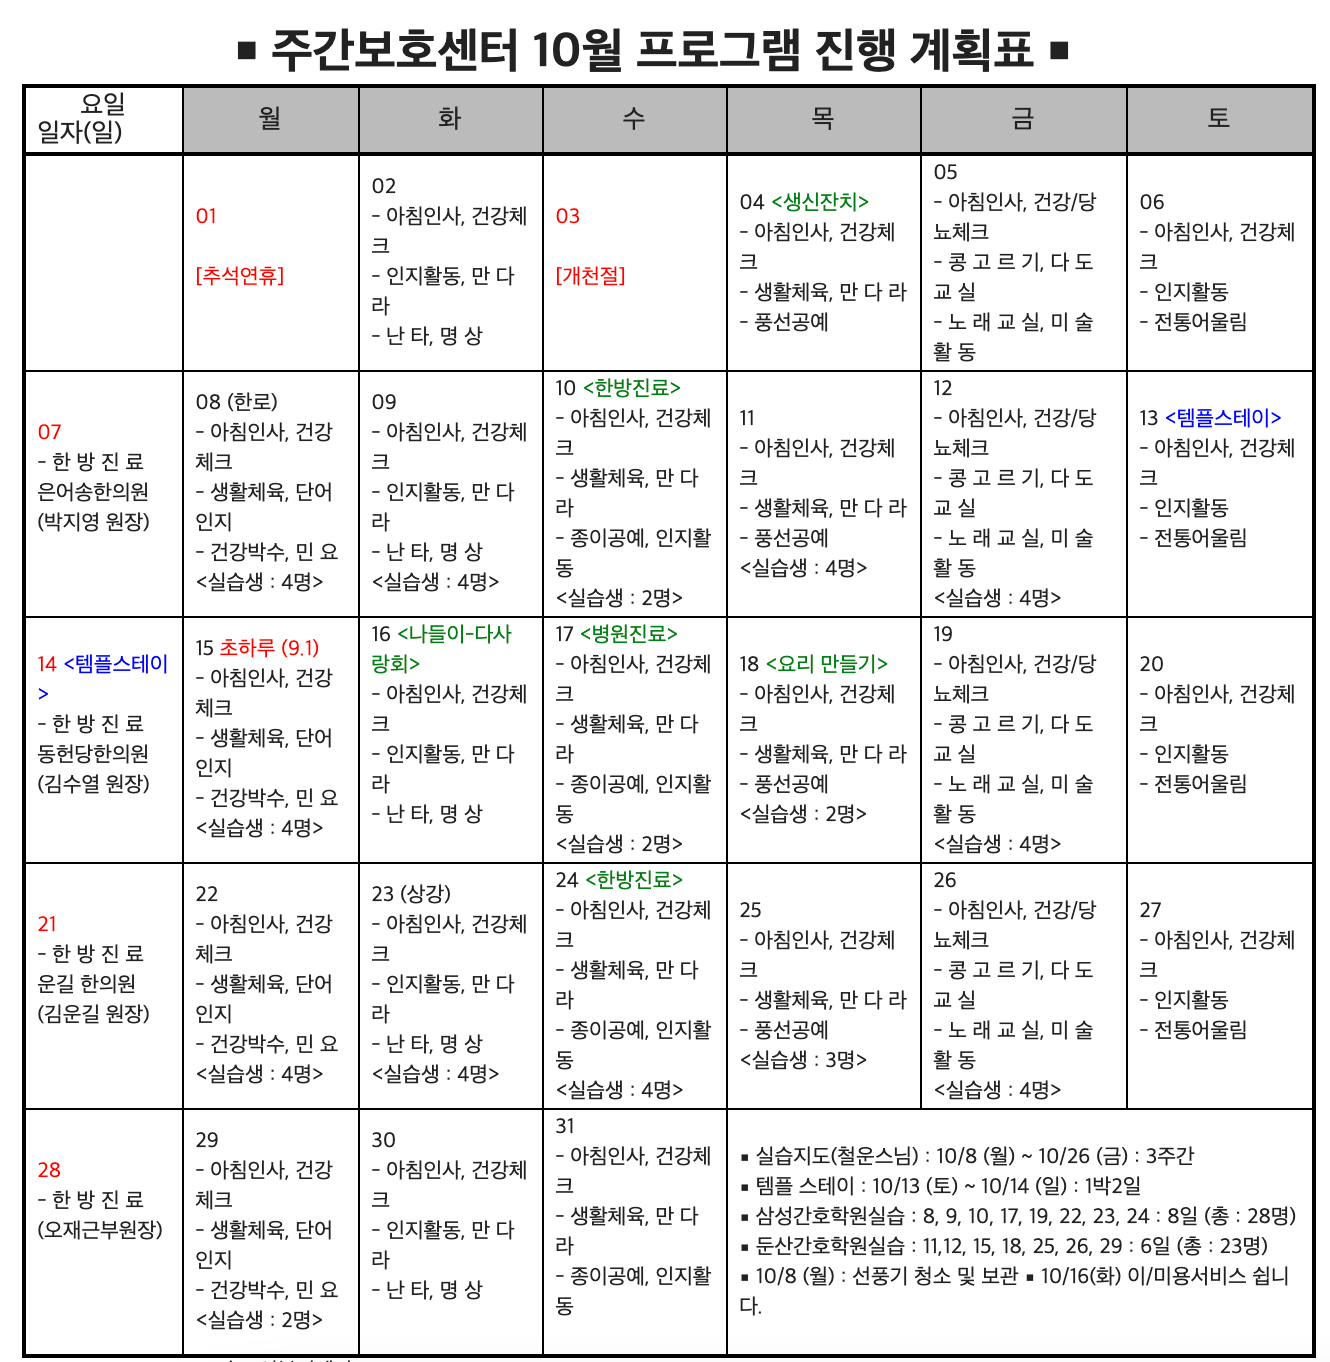 ▪ 주간보호센터 10월 프로그램 진행 계획표 ▪
요일
일자(일)
월
화
수
목
금
토
01
[추석연휴]
02
- 아침인사, 건강체
크
- 인지활동, 만 다
라
- 난 타, 명 상
03
[개천절]
04 <생신잔치>
- 아침인사, 건강체
크
- 생활체육, 만 다 라
- 풍선공예
05
- 아침인사, 건강/당
뇨체크
- 콩 고 르 기, 다 도
교 실
- 노 래 교 실, 미 술
활 동
06
- 아침인사, 건강체
크
- 인지활동
- 전통어울림
07
- 한 방 진 료
은어송한의원
(박지영 원장)
08 (한로)
- 아침인사, 건강
체크
- 생활체육, 단어
인지
- 건강박수, 민 요
<실습생 : 4명>
09
- 아침인사, 건강체
크
- 인지활동, 만 다
라
- 난 타, 명 상
<실습생 : 4명>
10 <한방진료>
- 아침인사, 건강체
크
- 생활체육, 만 다
라
- 종이공예, 인지활
동
<실습생 : 2명>
11
- 아침인사, 건강체
크
- 생활체육, 만 다 라
- 풍선공예
<실습생 : 4명>
12
- 아침인사, 건강/당
뇨체크
- 콩 고 르 기, 다 도
교 실
- 노 래 교 실, 미 술
활 동
<실습생 : 4명>
13 <템플스테이>
- 아침인사, 건강체
크
- 인지활동
- 전통어울림
14 <템플스테이
>
- 한 방 진 료
동헌당한의원
(김수열 원장)
15 초하루 (9.1)
- 아침인사, 건강
체크
- 생활체육, 단어
인지
- 건강박수, 민 요
<실습생 : 4명>
16 <나들이-다사
랑회>
- 아침인사, 건강체
크
- 인지활동, 만 다
라
- 난 타, 명 상
17 <병원진료>
- 아침인사, 건강체
크
- 생활체육, 만 다
라
- 종이공예, 인지활
동
<실습생 : 2명>
18 <요리 만들기>
- 아침인사, 건강체
크
- 생활체육, 만 다 라
- 풍선공예
<실습생 : 2명>
19
- 아침인사, 건강/당
뇨체크
- 콩 고 르 기, 다 도
교 실
- 노 래 교 실, 미 술
활 동
<실습생 : 4명>
20
- 아침인사, 건강체
크
- 인지활동
- 전통어울림
21
- 한 방 진 료
운길 한의원
(김운길 원장)
22
- 아침인사, 건강
체크
- 생활체육, 단어
인지
- 건강박수, 민 요
<실습생 : 4명>
23 (상강)
- 아침인사, 건강체
크
- 인지활동, 만 다
라
- 난 타, 명 상
<실습생 : 4명>
24 <한방진료>
- 아침인사, 건강체
크
- 생활체육, 만 다
라
- 종이공예, 인지활
동
<실습생 : 4명>
25
- 아침인사, 건강체
크
- 생활체육, 만 다 라
- 풍선공예
<실습생 : 3명>
26
- 아침인사, 건강/당
뇨체크
- 콩 고 르 기, 다 도
교 실
- 노 래 교 실, 미 술
활 동
<실습생 : 4명>
27
- 아침인사, 건강체
크
- 인지활동
- 전통어울림
28
- 한 방 진 료
(오재근부원장)
29
- 아침인사, 건강
체크
- 생활체육, 단어
인지
- 건강박수, 민 요
<실습생 : 2명>
30
- 아침인사, 건강체
크
- 인지활동, 만 다
라
- 난 타, 명 상
31
- 아침인사, 건강체
크
- 생활체육, 만 다
라
- 종이공예, 인지활
동
▪ 실습지도(철운스님) : 10/8 (월) ~ 10/26 (금) : 3주간
▪ 템플 스테이 : 10/13 (토) ~ 10/14 (일) : 1박2일
▪ 삼성간호학원실습 : 8, 9, 10, 17, 19, 22, 23, 24 : 8일 (총 : 28명)
▪ 둔산간호학원실습 : 11,12, 15, 18, 25, 26, 29 : 6일 (총 : 23명)
▪ 10/8 (월) : 선풍기 청소 및 보관 ▪ 10/16(화) 이/미용서비스 쉽니
다.